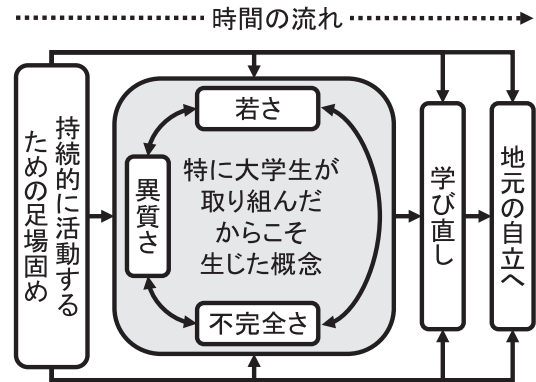 時間の流れ
持続的に活動する
ための足場固め
若さ
異質さ
特に大学生が
取り組んだ
からこそ
生じた概念
不完全さ
学び直し
地元の自立へ